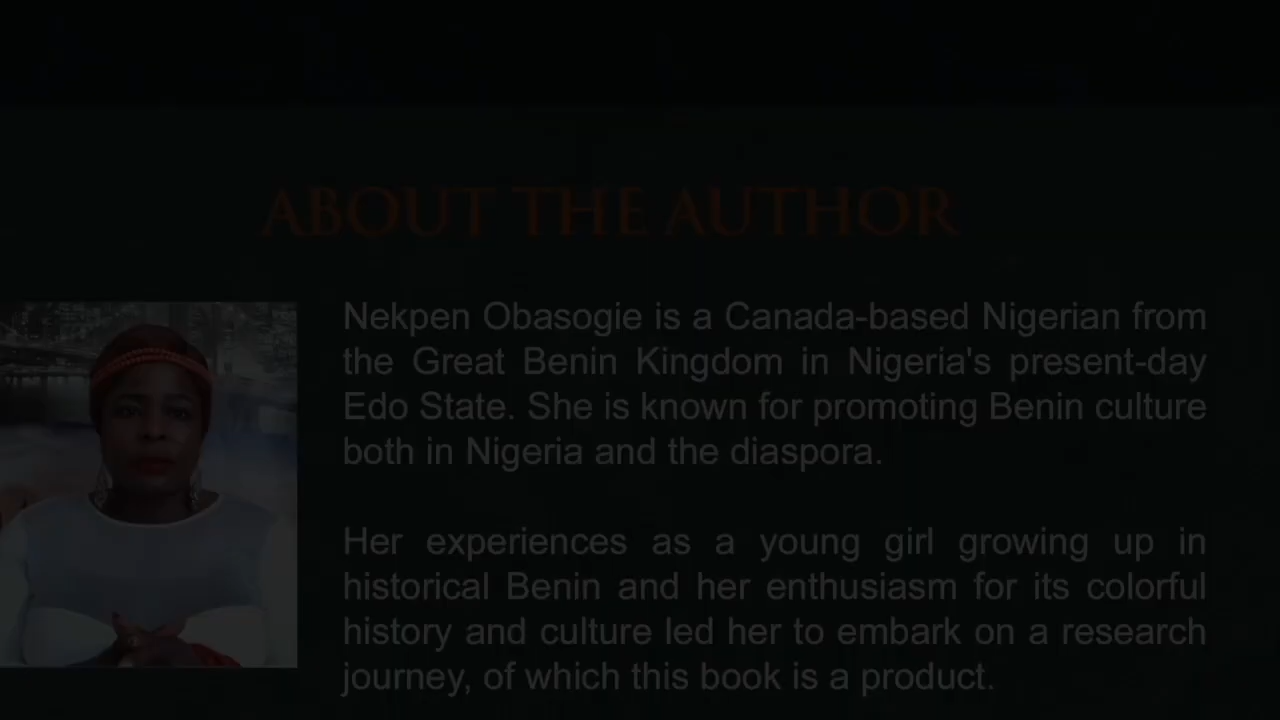 ABOUT THE AUTHOR
Nekpen Obasogie is a Canada-based Nigerian from
the Great Benin Kingdom in Nigeria's present-day
Edo State. She is known for promoting Benin culture
both in Nigeria and the diaspora.
Her experiences as a young girl growing up in
historical Benin and her enthusiasm for its colorful
history and culture led her to embark on a research
journey, of which this book is a product.